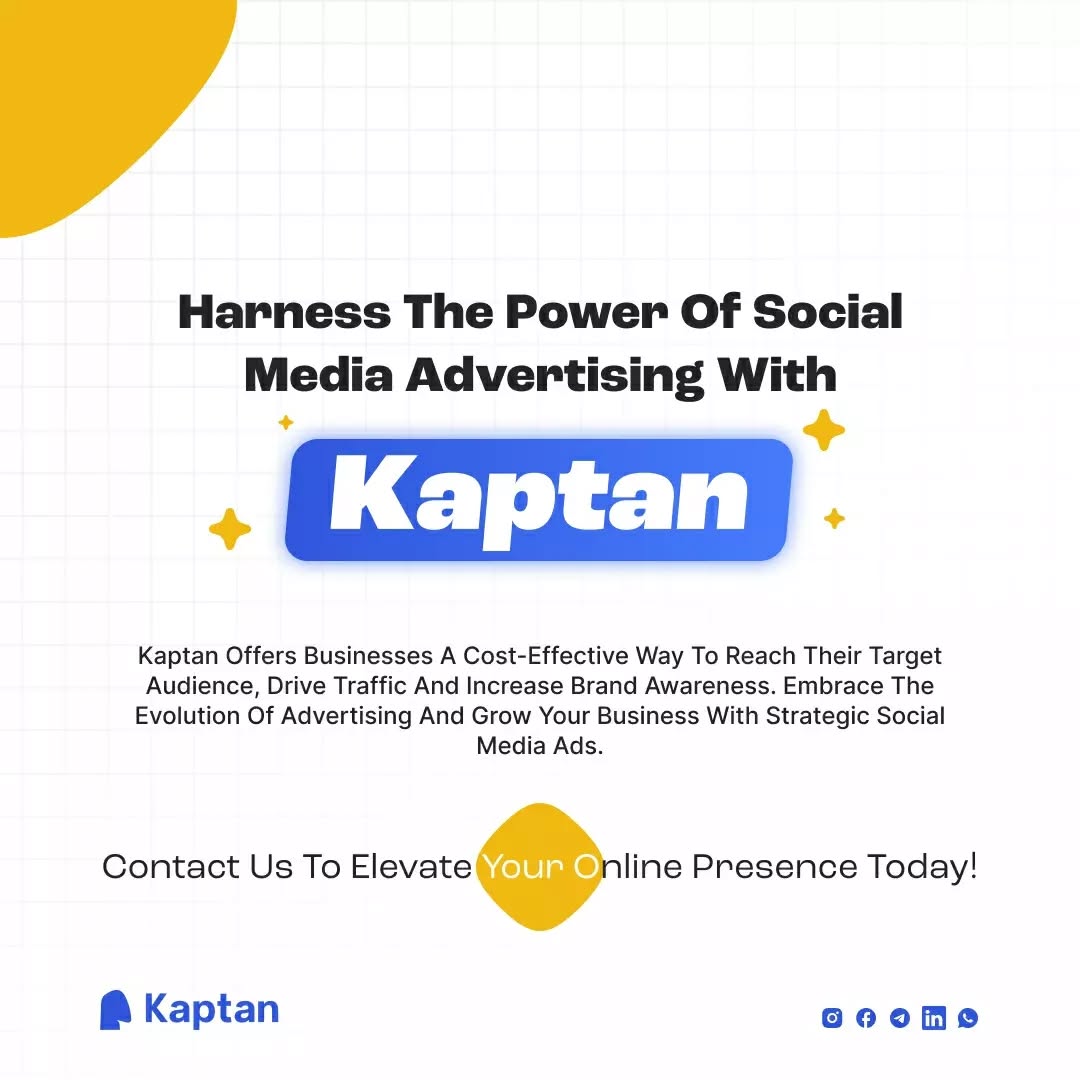 Harness The Power Of Social
Media Advertising With
Kaptan
Kaptan Offers Businesses A Cost-Effective Way To Reach Their Target
Audience, Drive Traffic And Increase Brand Awareness. Embrace The
Evolution Of Advertising And Grow Your Business With Strategic Social
Media Ads.
Contact Us To Elevate Your Online Presence Today!
Kaptan